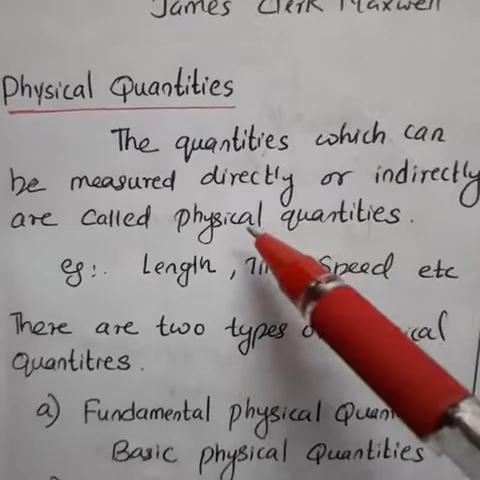 James Clerk Maxwell
Physical Quantities
The quantities which can
be measured directly or indirectly
are called physical quantities.
eg:. Length, Speed etc
There are two types
Quantities.
a) Fundamental physical
Basic physical Quantities